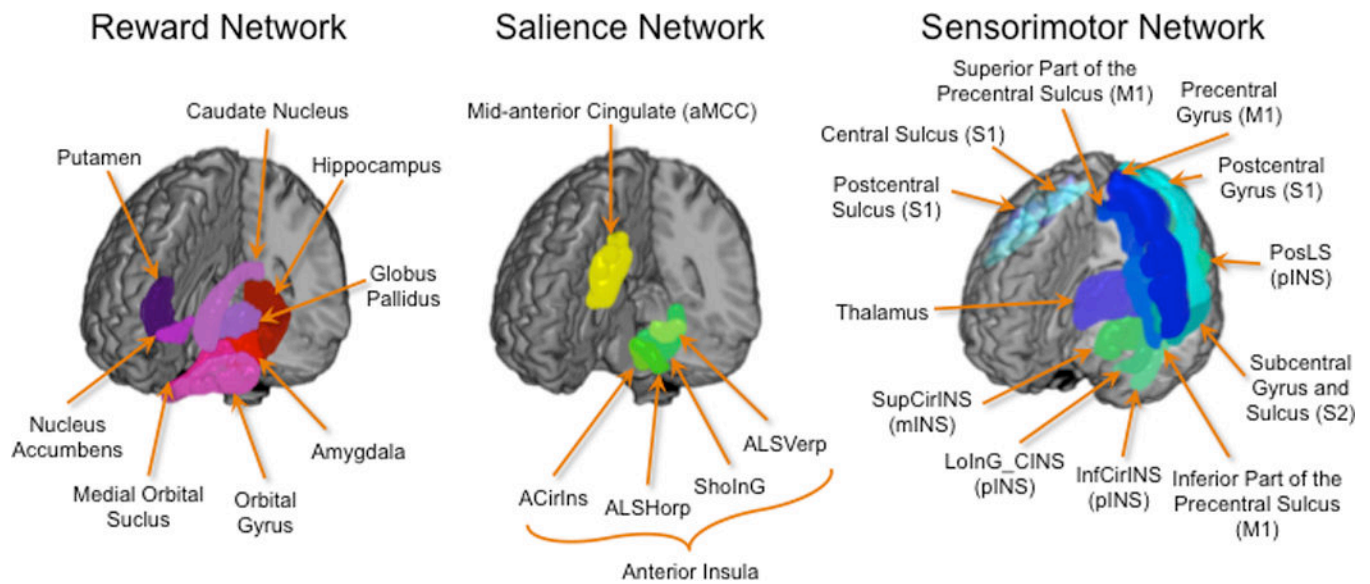 Reward Network
Salience Network
Sensorimotor Network
Caudate Nucleus
Putamen
Hippocampus
Globus
Pallidus
Nucleus
Accumbens
Medial Orbital
Suclus
Orbital
Gyrus
Amygdala
Mid-anterior Cingulate (aMCC)
ACirIns
ALSHorp
ShoInG
ALSVerp
Anterior Insula
Superior Part of the
Precentral Sulcus (M1)
Precentral
Gyrus (M1)
Central Sulcus (S1)
Postcentral
Sulcus (S1)
Postcentral
Gyrus (S1)
PosLS
(pINS)
Thalamus
SupCirINS
(mINS)
LoInG_CINS
(pINS)
InfCirINS
(pINS)
Subcentral
Gyrus and
Sulcus (S2)
Inferior Part of the
Precentral Sulcus
(M1)